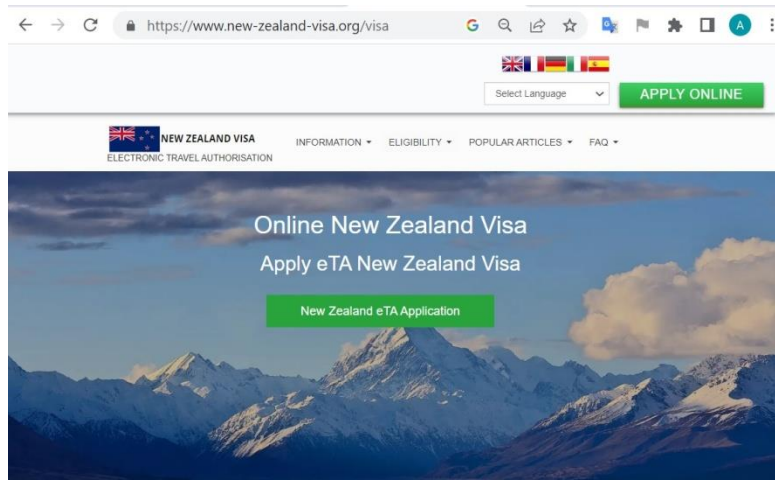 https://www.new-zealand-visa.org/visa
A
Select Language
APPLY ONLINE
NEW ZEALAND VISA
ELECTRONIC TRAVEL AUTHORISATION
INFORMATION
ELIGIBILITY
POPULAR ARTICLES
FAQ
Online New Zealand Visa
Apply eTA New Zealand Visa
New Zealand eTA Application